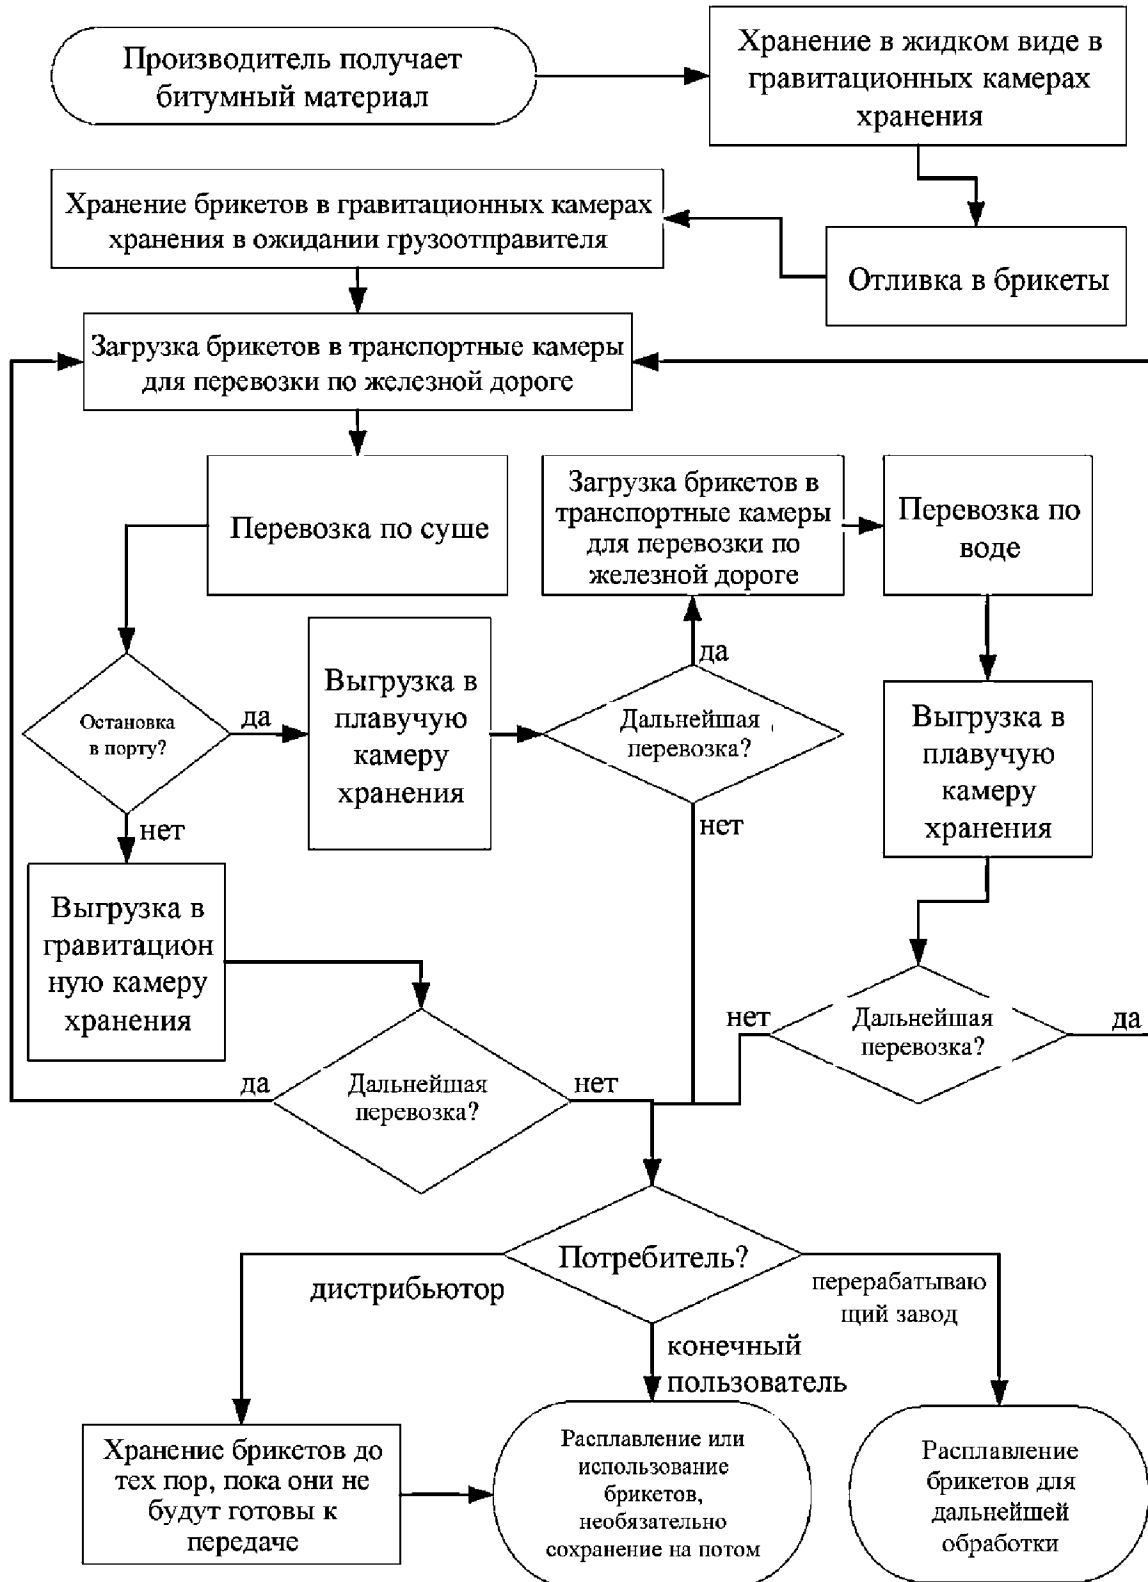 Производитель получает
битумный материал
Хранение в жидком виде в
гравитационных камерах
хранения
Хранение брикетов в гравитационных камерах
хранения в ожидании грузоотправителя
Отливка в брикеты
Загрузка брикетов в транспортные камеры
для перевозки по железной дороге
Перевозка по суше
Загрузка брикетов в
транспортные камеры
для перевозки по
железной дороге
Перевозка по
воде
Остановка
в порту?
да
Выгрузка в
плавучую
камеру
хранения
да
Дальнейшая
перевозка?
нет
Выгрузка в
плавучую
камеру
хранения
нет
Выгрузка в
гравитацион
ную камеру
хранения
да
Дальнейшая
перевозка?
нет
нет
Дальнейшая
перевозка?
да
Потребитель?
дистрибьютор
перерабатываю
щий завод
конечный
пользователь
Хранение брикетов до
тех пор, пока они не
будут готовы к
передаче
Расплавление или
использование
брикетов,
необязательно
сохранение на потом
Расплавление
брикетов для
дальнейшей
обработки